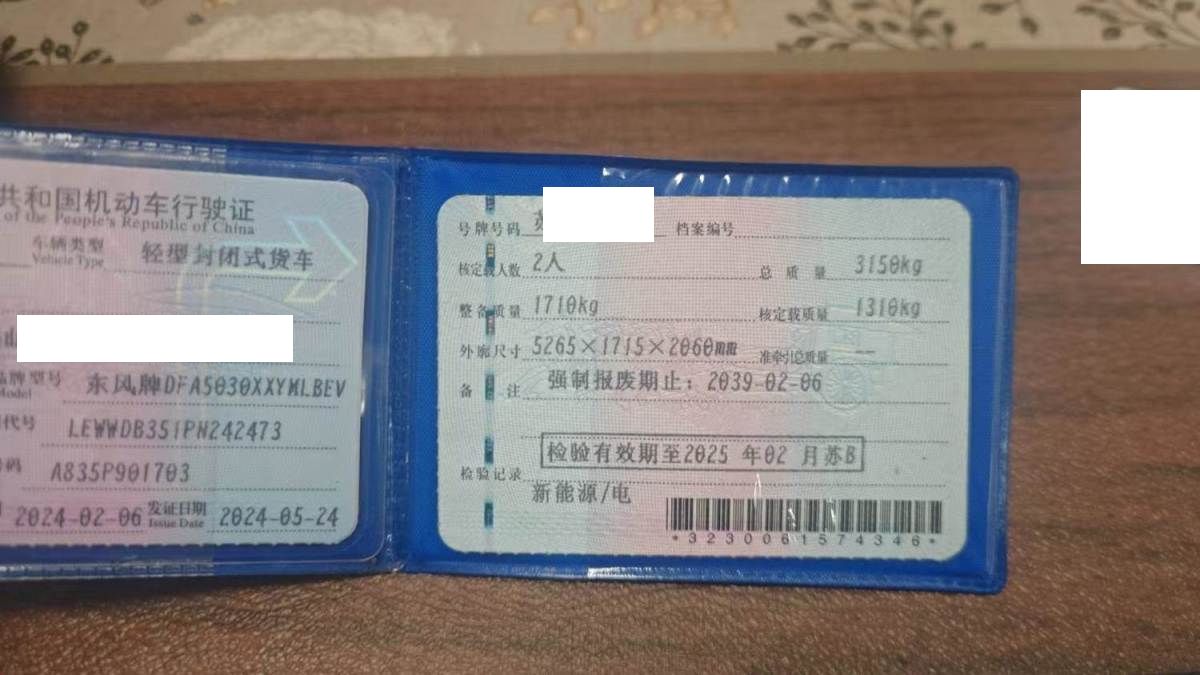 共和国机动车行驶证
of the People's Republic of China
车辆类型 轻型封闭式货车
Vehicle Type
品牌型号 东风牌DFA5030XXYMLBEV
Model
代号 LEWWDB351PN242473
码 A835P901703
2024-02-06 发证日期 2024-05-24
Issue Date
号牌号码 苏 档案编号
核定载人数 2人 总质量 3150kg
整备质量 1710kg 核定载质量 1310kg
外廓尺寸 5265×1715×2060mm 准牵引总质量 --
备注 强制报废期止：2039-02-06
检验有效期至2025 年02 月苏B
检验记录
新能源/电
*3230061574346*